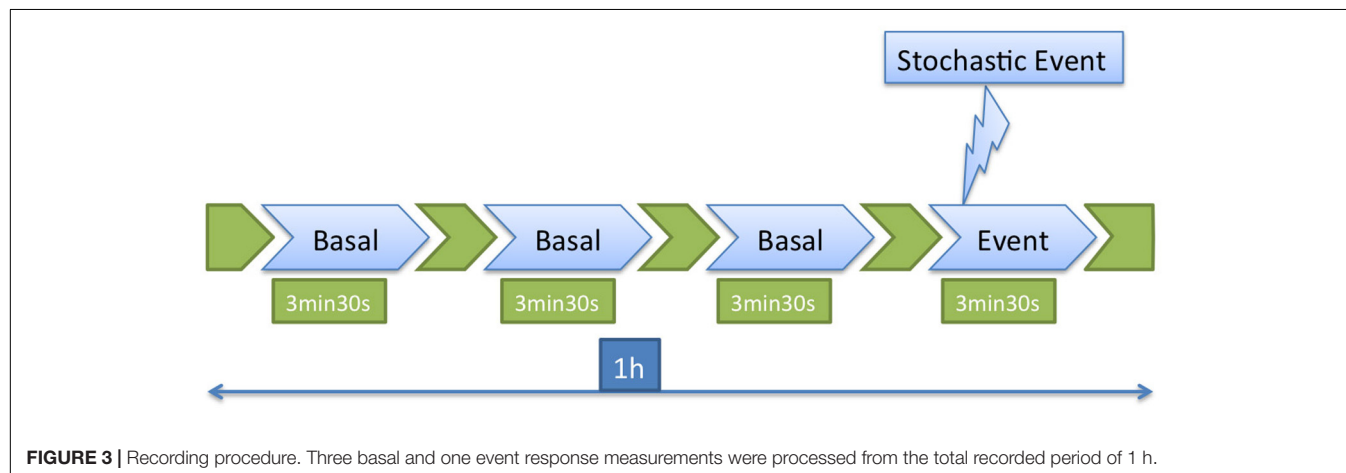 Stochastic Event
Basal
Basal
Basal
Event
3min30s
3min30s
3min30s
3min30s
1h
FIGURE 3 | Recording procedure. Three basal and one event response measurements were processed from the total recorded period of 1 h.